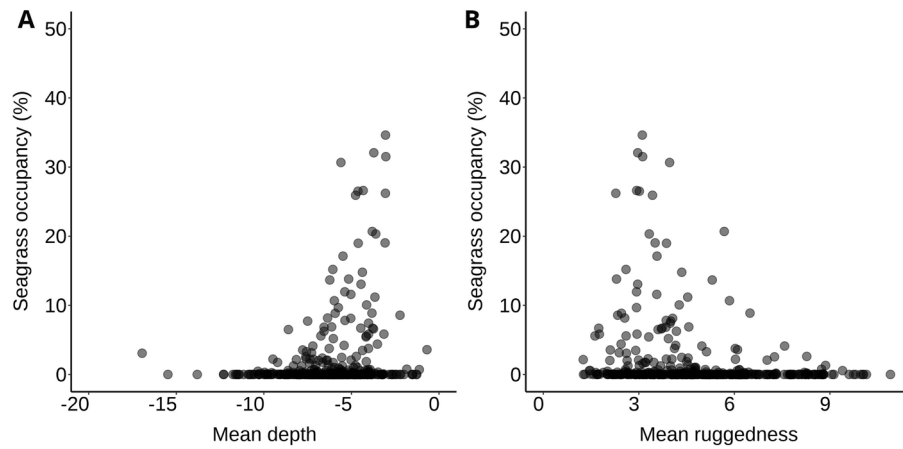 A
Seagrass occupancy (%)
50
40
30
20
10
0
-20 -15 -10 -5 0
Mean depth
B
Seagrass occupancy (%)
50
40
30
20
10
0
0 3 6 9
Mean ruggedness